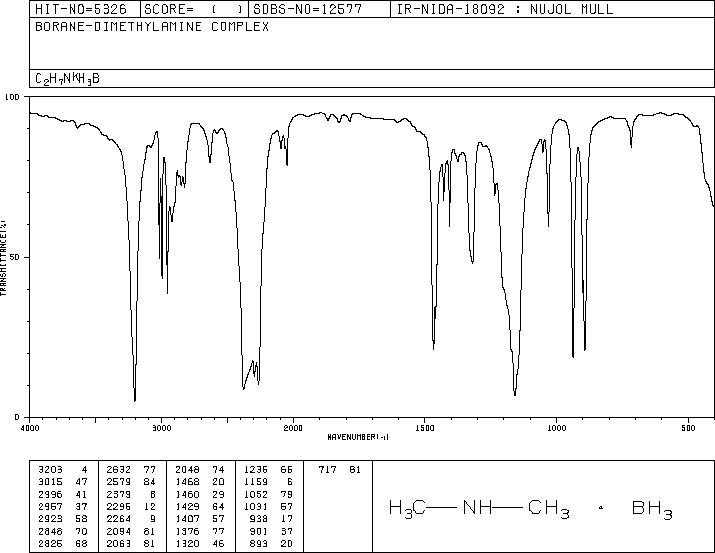 HIT-NO=5326 SCORE= ( ) SDBS-NO=12577 IR-NIDA-18092 : NUJOL MULL
BORANE-DIMETHYLAMINE COMPLEX
C2H7N*H3B
100
50
0
TRANSMITTANCE(%)
4000 3000 2000 1500 1000 500
WAVENUMBER(-1)
3203 4 2632 77 2048 74 1236 66 717 81
3015 47 2579 84 1468 20 1159 6
2996 41 2379 8 1460 29 1052 79
2957 37 2296 12 1429 64 1031 57
2923 58 2264 9 1407 57 938 17
2848 70 2094 81 1376 77 901 37
2825 68 2063 81 1320 46 893 20
H3C NH CH3 • BH3